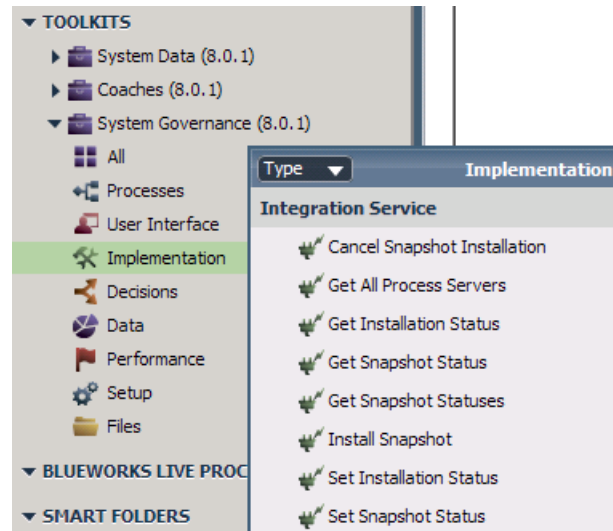 TOOLKITS
System Data (8.0.1)
Coaches (8.0.1)
System Governance (8.0.1)
All
Processes
User Interface
Implementation
Decisions
Data
Performance
Setup
Files
BLUEWORKS LIVE PROC
SMART FOLDERS
Type
Implementation
Integration Service
Cancel Snapshot Installation
Get All Process Servers
Get Installation Status
Get Snapshot Status
Get Snapshot Statuses
Install Snapshot
Set Installation Status
Set Snapshot Status